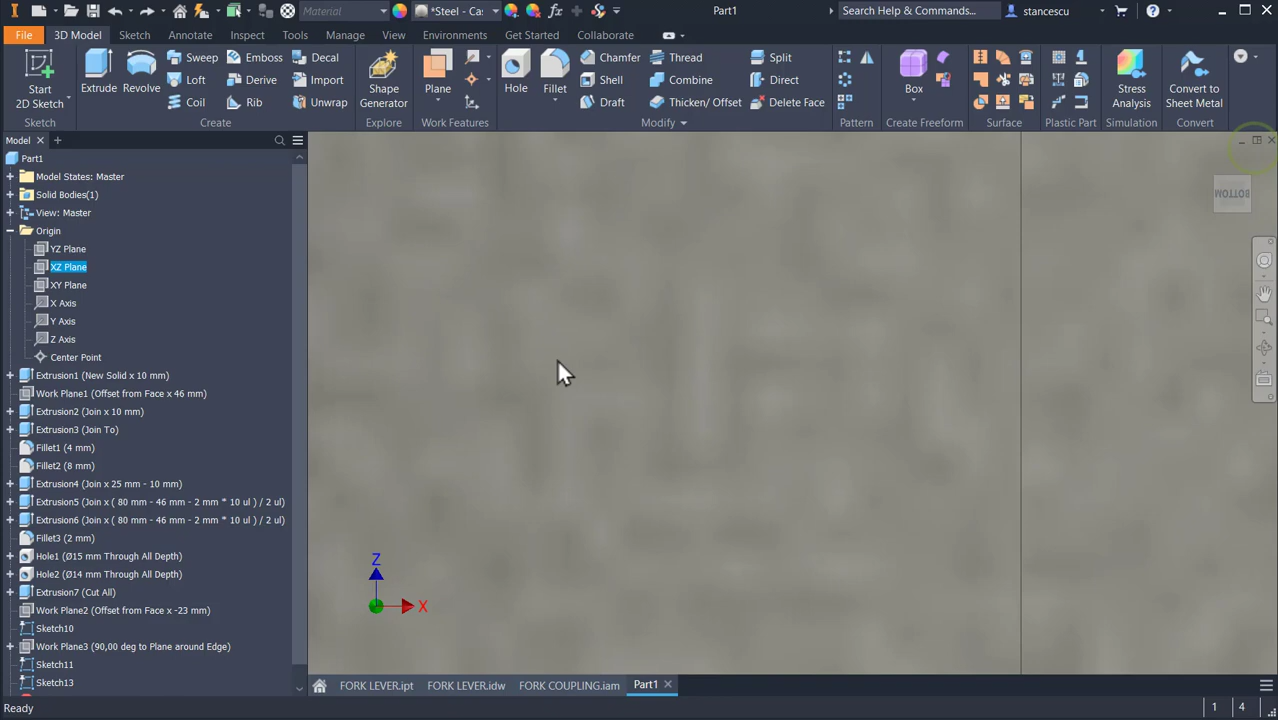 Material
*Steel - Cas
Part1
Search Help & Commands...
stancescu
File
3D Model
Sketch
Annotate
Inspect
Tools
Manage
View
Environments
Get Started
Collaborate
Start
2D Sketch
Extrude
Revolve
Sweep
Loft
Coil
Emboss
Derive
Rib
Decal
Import
Unwrap
Shape
Generator
Plane
Hole
Fillet
Chamfer
Shell
Draft
Thread
Combine
Thicken/ Offset
Split
Direct
Delete Face
Box
Stress
Analysis
Convert to
Sheet Metal
Sketch
Create
Explore
Work Features
Modify
Pattern
Create Freeform
Surface
Plastic Part
Simulation
Convert
Model
Part1
Model States: Master
Solid Bodies(1)
View: Master
Origin
YZ Plane
XZ Plane
XY Plane
X Axis
Y Axis
Z Axis
Center Point
Extrusion1 (New Solid x 10 mm)
Work Plane1 (Offset from Face x 46 mm)
Extrusion2 (Join x 10 mm)
Extrusion3 (Join To)
Fillet1 (4 mm)
Fillet2 (8 mm)
Extrusion4 (Join x 25 mm - 10 mm)
Extrusion5 (Join x ( 80 mm - 46 mm - 2 mm * 10 ul ) / 2 ul)
Extrusion6 (Join x ( 80 mm - 46 mm - 2 mm * 10 ul ) / 2 ul)
Fillet3 (2 mm)
Hole1 (Ø15 mm Through All Depth)
Hole2 (Ø14 mm Through All Depth)
Extrusion7 (Cut All)
Work Plane2 (Offset from Face x -23 mm)
Sketch10
Work Plane3 (90,00 deg to Plane around Edge)
Sketch11
Sketch13
BOTTOM
Z
X
FORK LEVER.ipt
FORK LEVER.idw
FORK COUPLING.iam
Part1
Ready
1
4